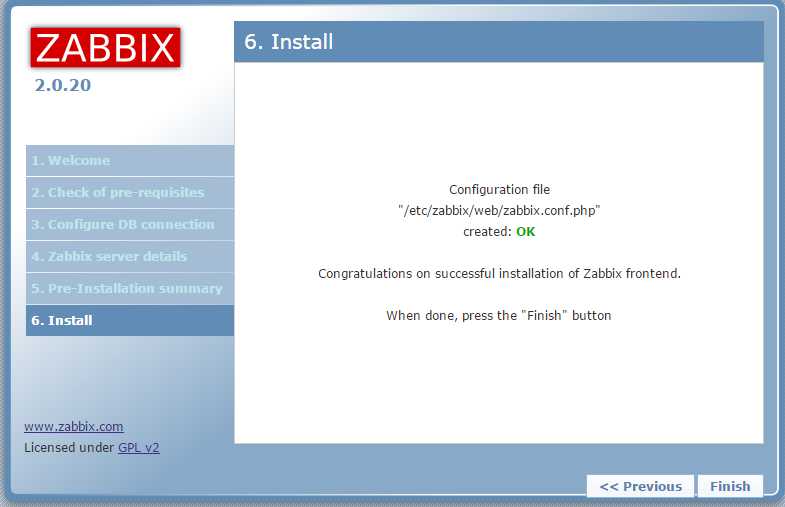 ZABBIX
2.0.20
1. Welcome
2. Check of pre-requisites
3. Configure DB connection
4. Zabbix server details
5. Pre-Installation summary
6. Install
www.zabbix.com
Licensed under GPL v2
6. Install
Configuration file
"/etc/zabbix/web/zabbix.conf.php"
created: OK
Congratulations on successful installation of Zabbix frontend.
When done, press the "Finish" button
<< Previous
Finish